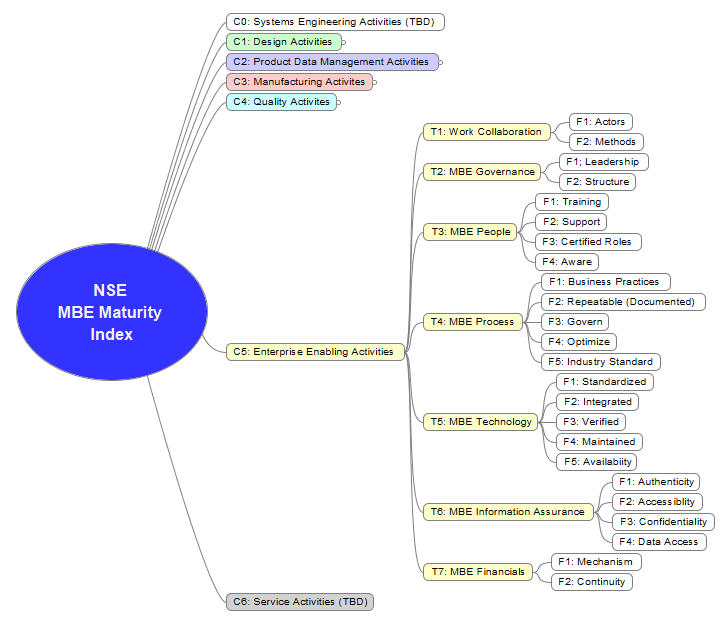 C0: Systems Engineering Activities (TBD)
C1: Design Activities
C2: Product Data Management Activities
C3: Manufacturing Activites
C4: Quality Activites
NSE
MBE Maturity
Index
C5: Enterprise Enabling Activities
T1: Work Collaboration
F1: Actors
F2: Methods
T2: MBE Governance
F1; Leadership
F2: Structure
T3: MBE People
F1: Training
F2: Support
F3: Certified Roles
F4: Aware
T4: MBE Process
F1: Business Practices
F2: Repeatable (Documented)
F3: Govern
F4: Optimize
F5: Industry Standard
T5: MBE Technology
F1: Standardized
F2: Integrated
F3: Verified
F4: Maintained
F5: Availabiity
T6: MBE Information Assurance
F1: Authenticity
F2: Accessiblity
F3: Confidentiality
F4: Data Access
T7: MBE Financials
F1: Mechanism
F2: Continuity
C6: Service Activities (TBD)